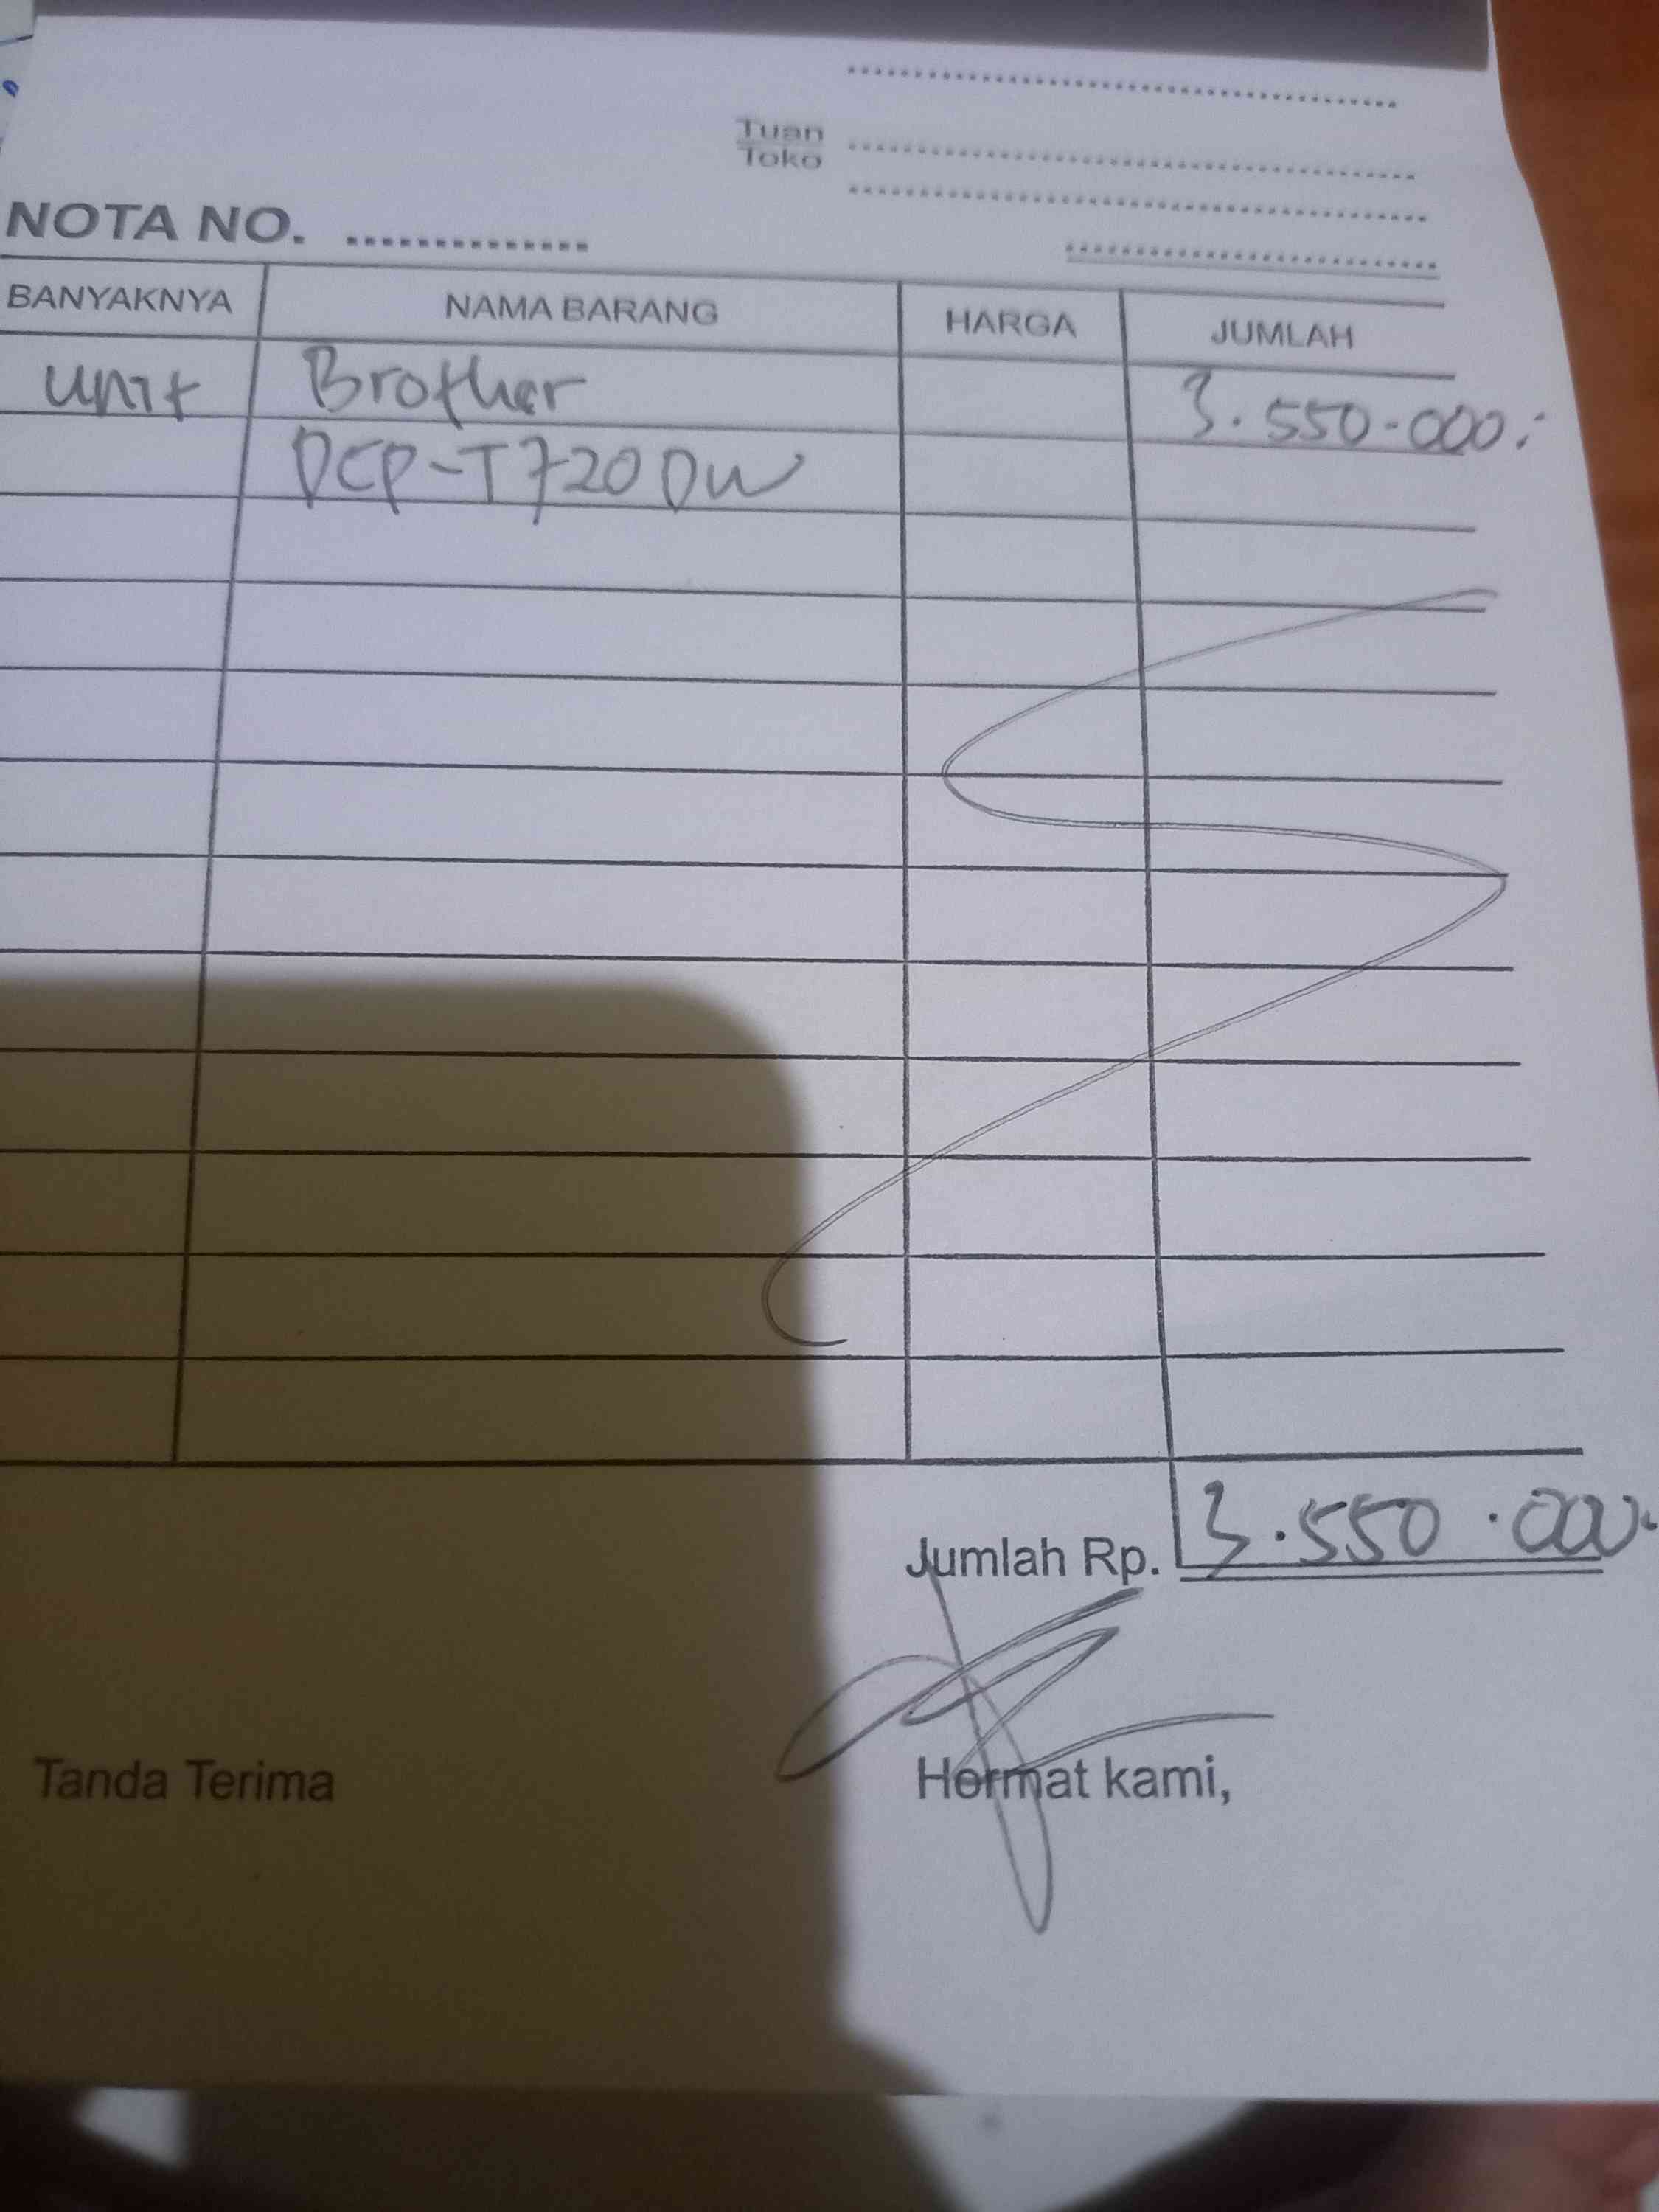 Tuan
Toko
NOTA NO. ..............
BANYAKNYA NAMA BARANG HARGA JUMLAH
unit Brother 3.550.000.-
DCP-T720DW
Jumlah Rp. 3.550.000.
Tanda Terima Hormat kami,